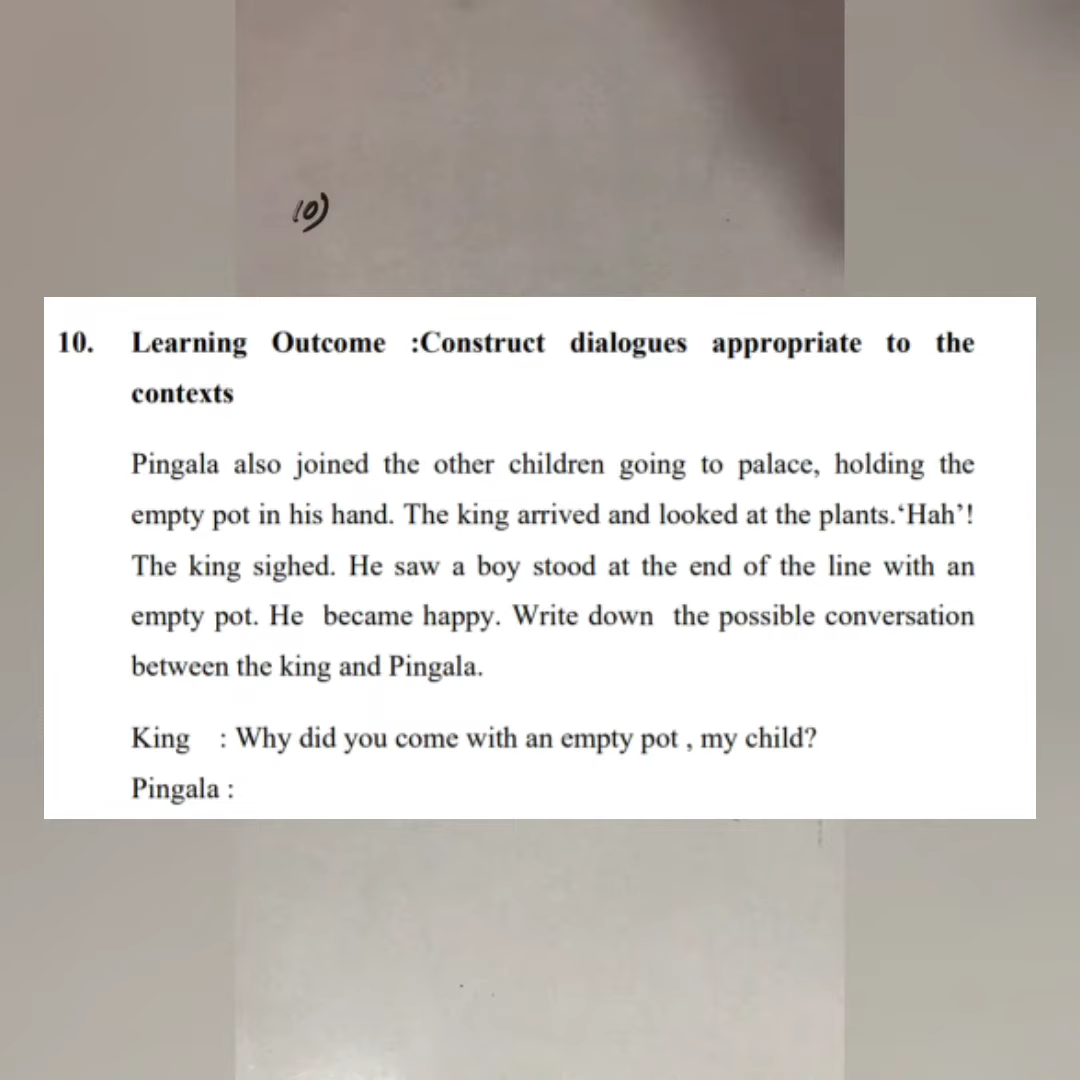 10)
10. Learning Outcome :Construct dialogues appropriate to the
contexts
Pingala also joined the other children going to palace, holding the
empty pot in his hand. The king arrived and looked at the plants.‘Hah’!
The king sighed. He saw a boy stood at the end of the line with an
empty pot. He became happy. Write down the possible conversation
between the king and Pingala.
King : Why did you come with an empty pot , my child?
Pingala :